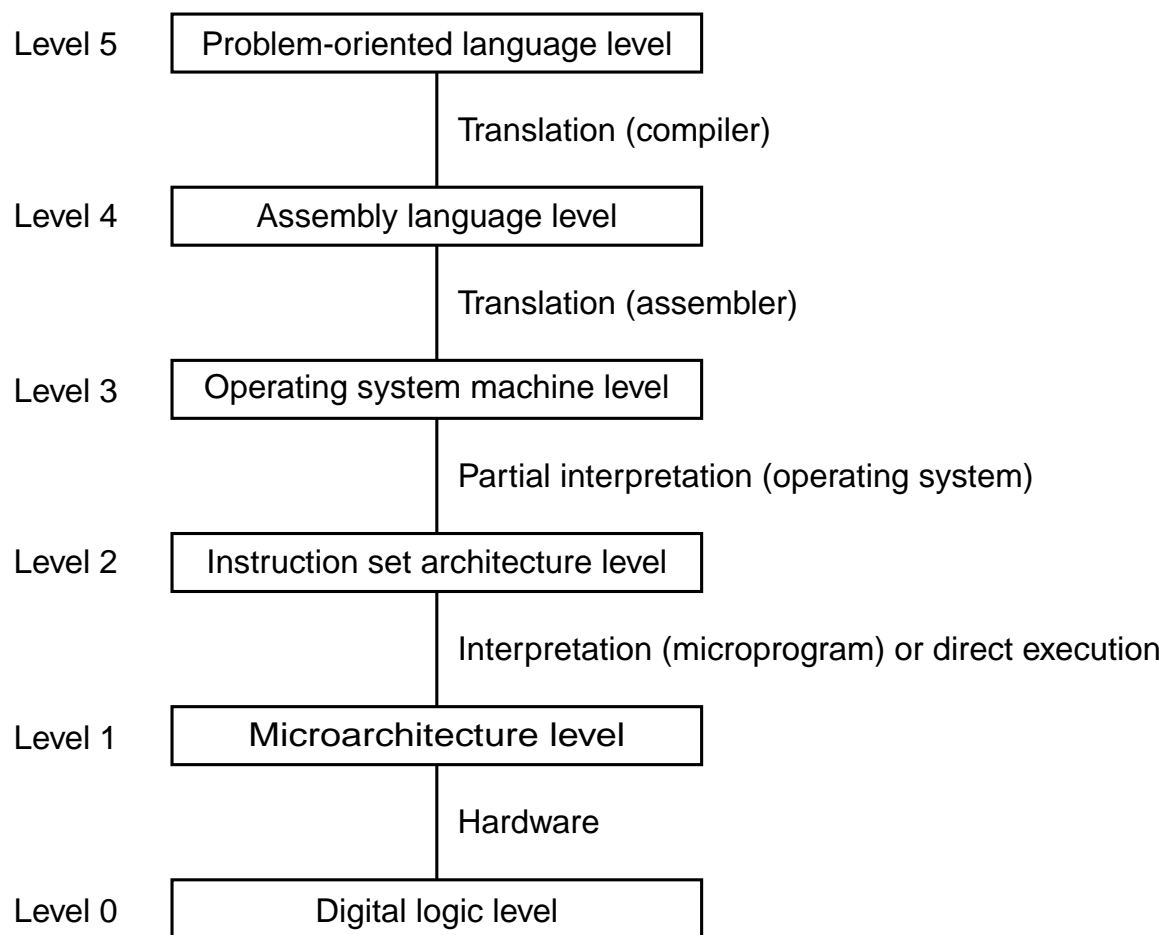 Level 5 Problem-oriented language level
Translation (compiler)
Level 4 Assembly language level
Translation (assembler)
Level 3 Operating system machine level
Partial interpretation (operating system)
Level 2 Instruction set architecture level
Interpretation (microprogram) or direct execution
Level 1 Microarchitecture level
Hardware
Level 0 Digital logic level